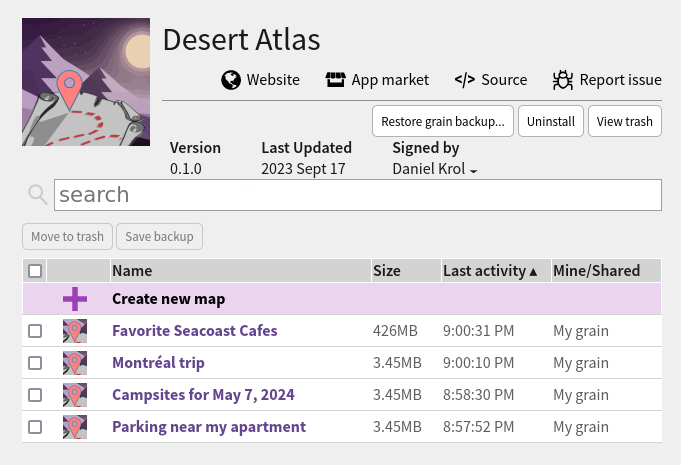 Desert Atlas
Website App market </> Source Report issue
Restore grain backup... Uninstall View trash
Version Last Updated Signed by
0.1.0 2023 Sept 17 Daniel Krol
search
Move to trash Save backup
Name Size Last activity ▲ Mine/Shared
Create new map
Favorite Seacoast Cafes 426MB 9:00:31 PM My grain
Montréal trip 3.45MB 9:00:10 PM My grain
Campsites for May 7, 2024 3.45MB 8:58:30 PM My grain
Parking near my apartment 3.45MB 8:57:52 PM My grain